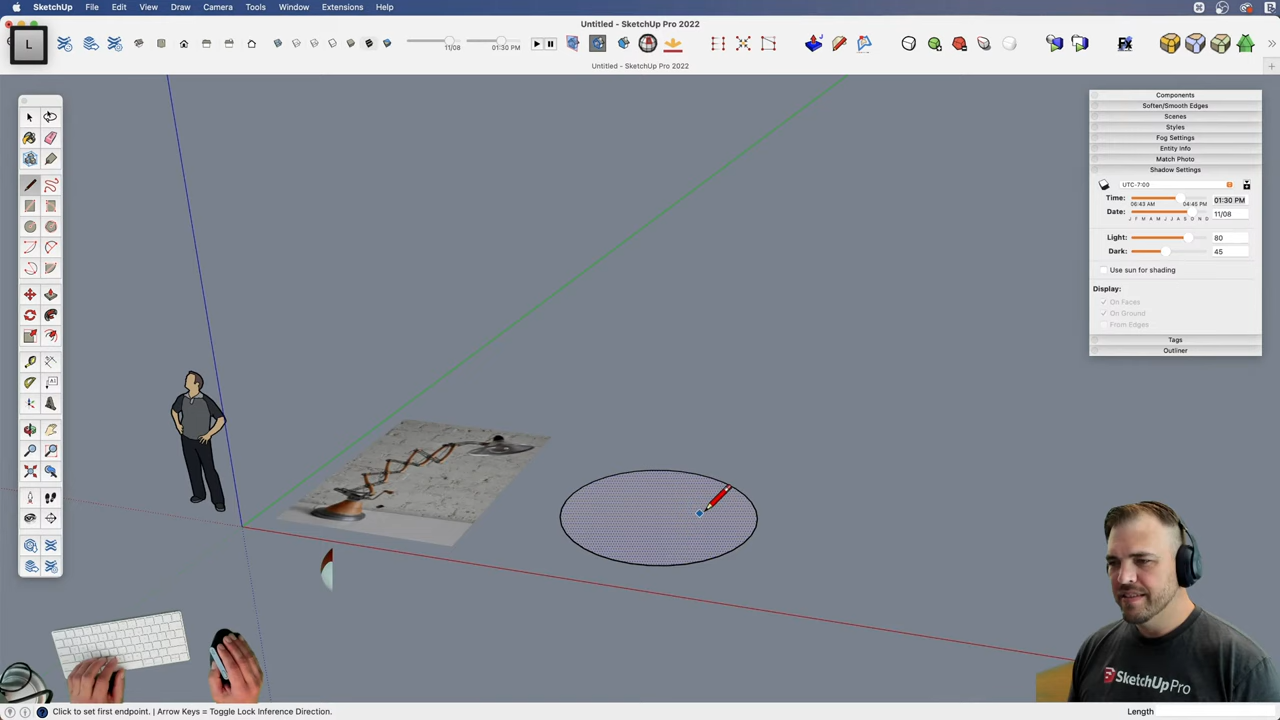 SketchUp File Edit View Draw Camera Tools Window Extensions Help
Untitled - SketchUp Pro 2022
L
11/08
01:30 PM
Fx
Untitled - SketchUp Pro 2022
Components
Soften/Smooth Edges
Scenes
Styles
Fog Settings
Entity Info
Match Photo
Shadow Settings
UTC-7:00
Time: 06:43 AM 04:45 PM 01:30 PM
Date: J F M A M J J A S O N D 11/08
Light: 80
Dark: 45
Use sun for shading
Display:
On Faces
On Ground
From Edges
Tags
Outliner
SketchUp Pro
Click to set first endpoint. | Arrow Keys = Toggle Lock Inference Direction.
Length